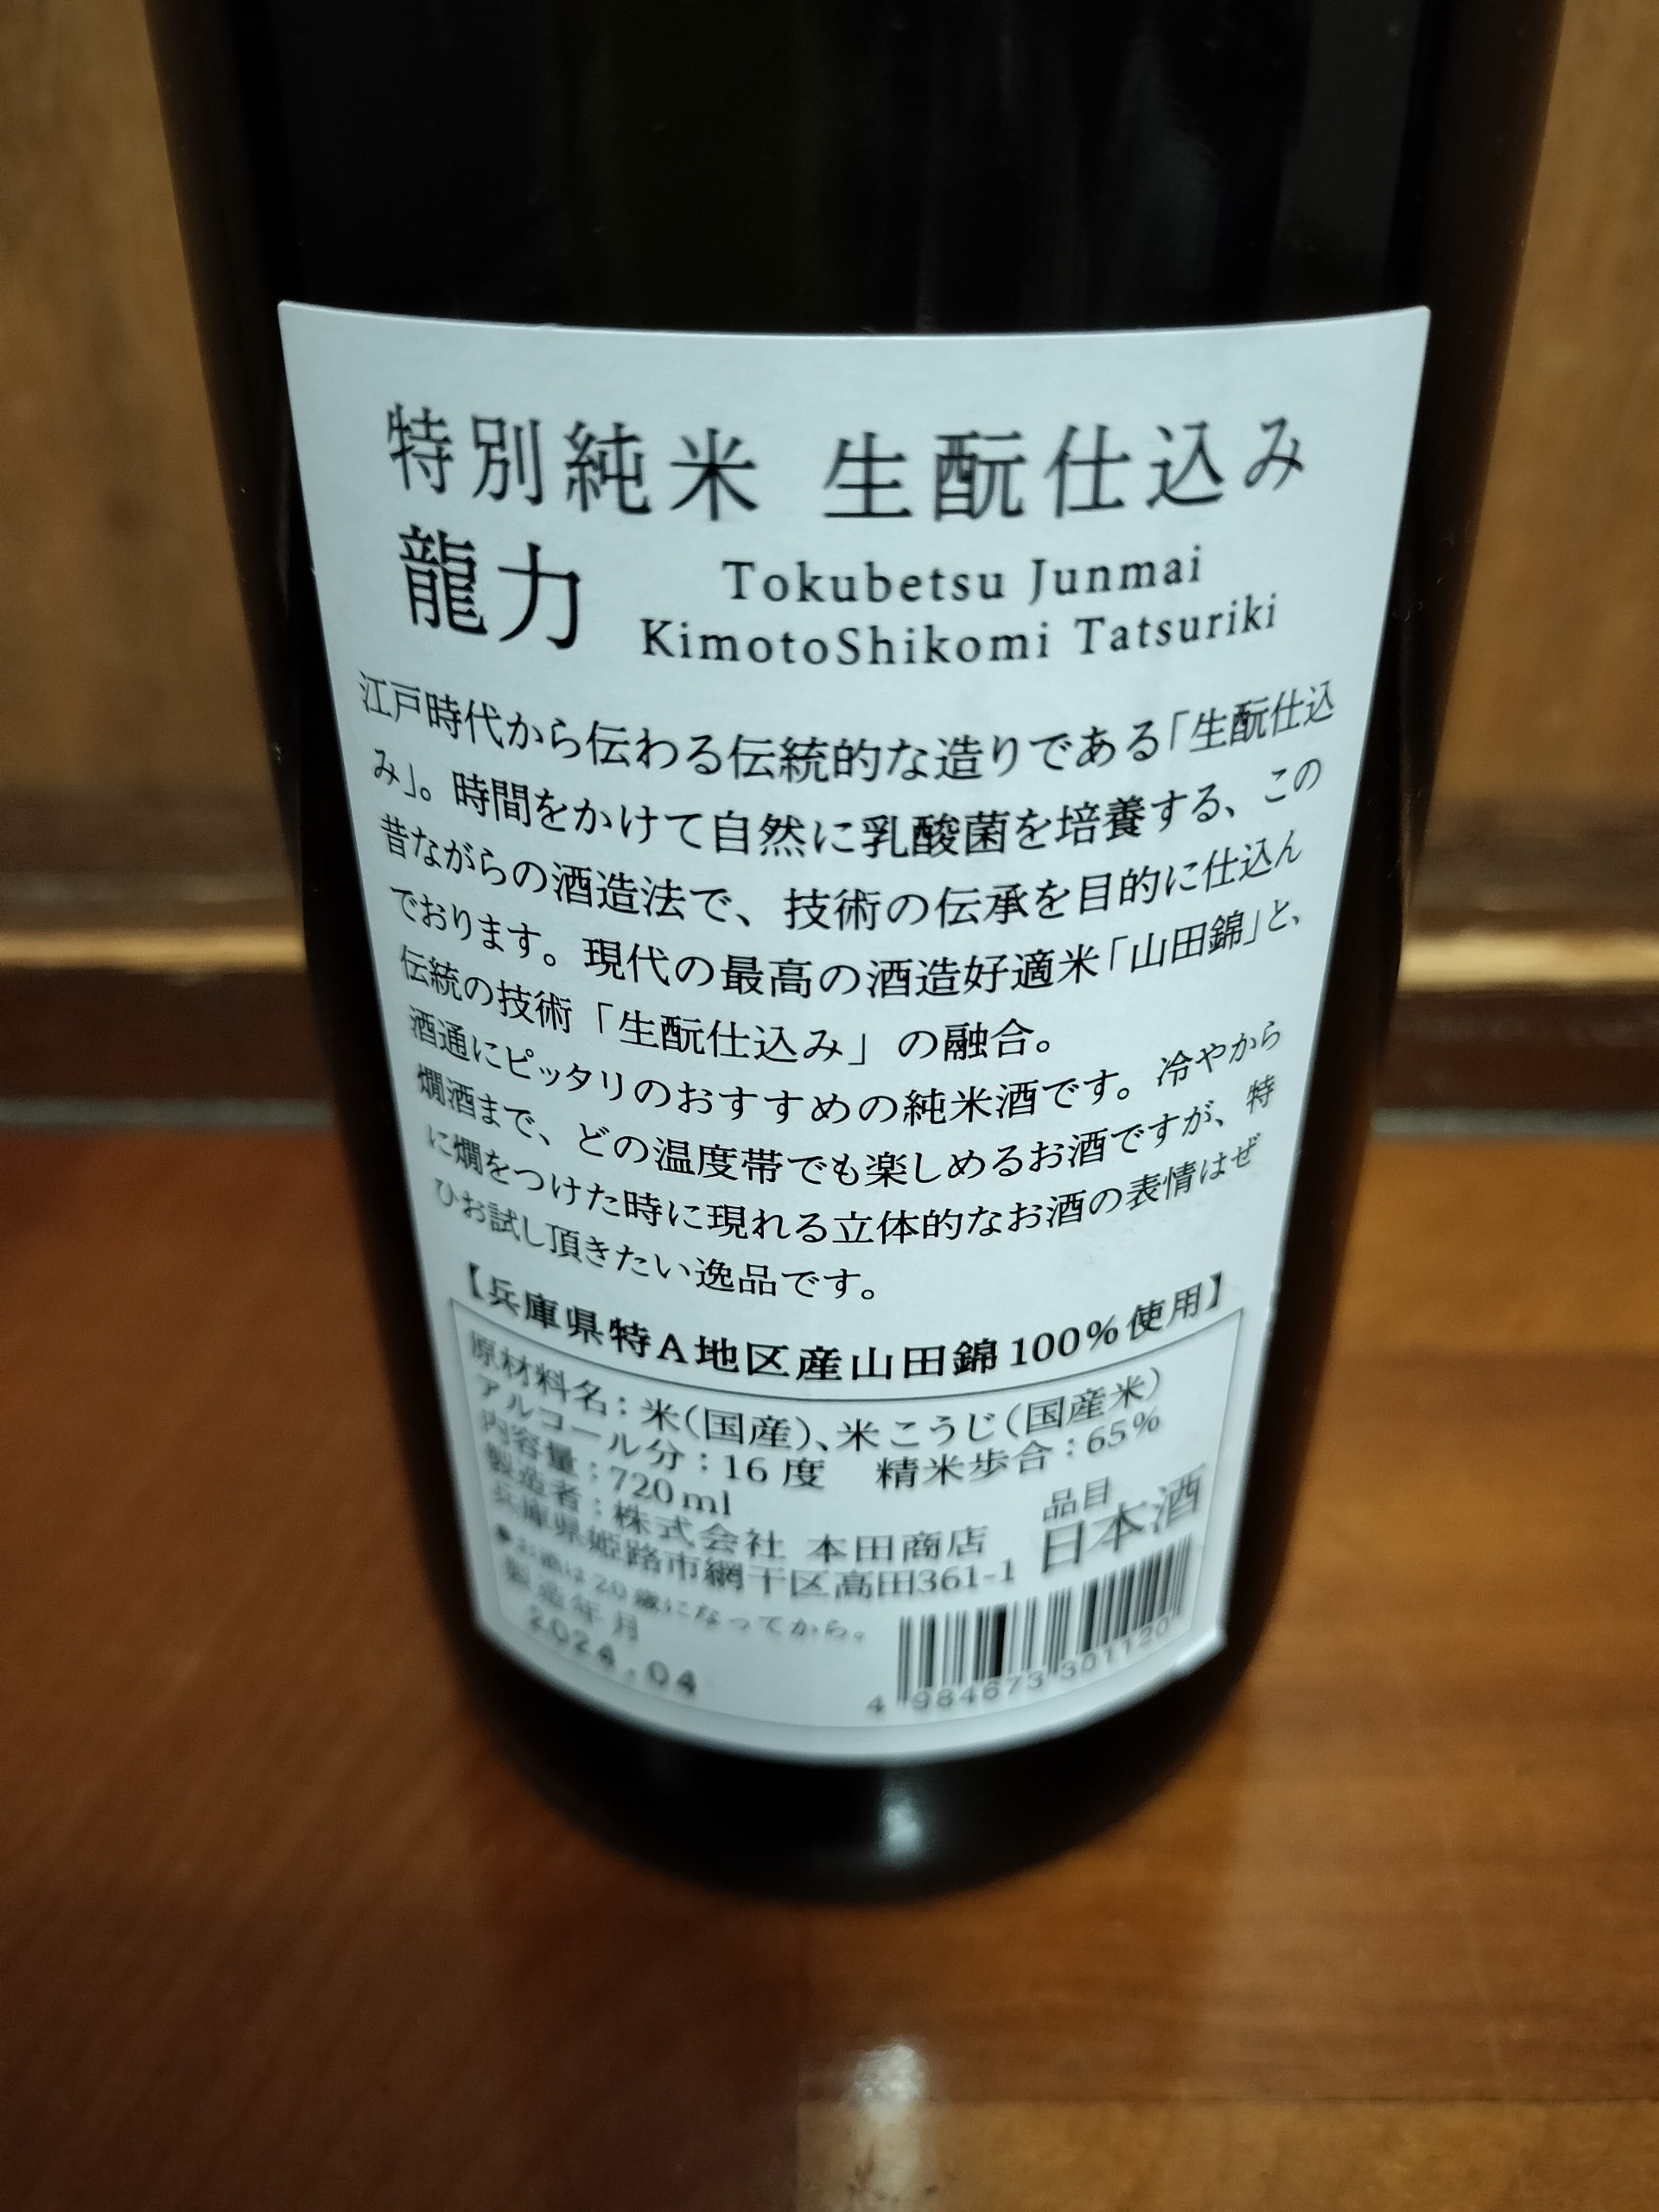 特別純米 生酛仕込み
龍力
Tokubetsu Junmai
KimotoShikomi Tatsuriki
江戸時代から伝わる伝統的な造りである「生酛仕込
み」。時間をかけて自然に乳酸菌を培養する、この
昔ながらの酒造法で、技術の伝承を目的に仕込ん
でおります。現代の最高の酒造好適米「山田錦」と、
伝統の技術「生酛仕込み」の融合。
酒通にピッタリのおすすめの純米酒です。冷やから
燗酒まで、どの温度帯でも楽しめるお酒ですが、特
に燗をつけた時に現れる立体的なお酒の表情はぜ
ひお試し頂きたい逸品です。
【兵庫県特A地区産山田錦100%使用】
原材料名：米（国産）、米こうじ（国産米）
アルコール分：16度 精米歩合：65%
内容量：720ml
製造者：株式会社 本田商店
兵庫県姫路市網干区高田361-1
品目
日本酒
●お酒は20歳になってから。
製造年月
2024.04
4 984673 301120